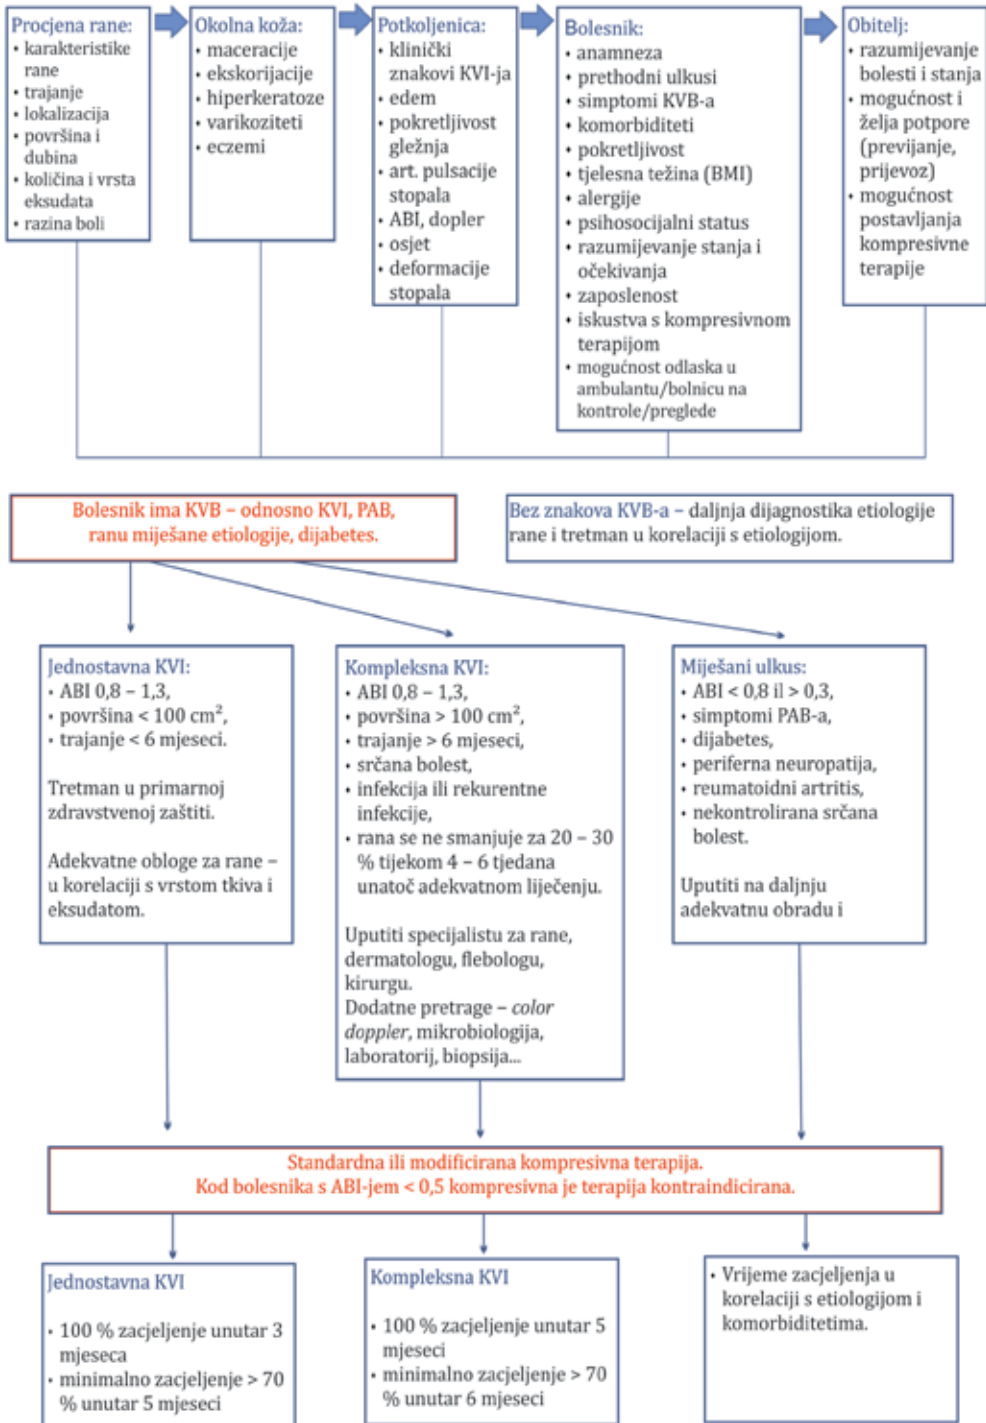 Procjena rane:
• karakteristike
rane
• trajanje
• lokalizacija
• površina i
dubina
• količina i vrsta
eksudata
• razina boli
Okolna koža:
• maceracije
• ekskorijacije
• hiperkeratoze
• varikoziteti
• eczemi
Potkoljenica:
• klinički
znakovi KVI-ja
• edem
• pokretljivost
gležnja
• art. pulsacije
stopala
• ABI, dopler
• osjet
• deformacije
stopala
Bolesnik:
• anamneza
• prethodni ulkusi
• simptomi KVB-a
• komorbiditeti
• pokretljivost
• tjelesna težina (BMI)
• alergije
• psihosocijalni status
• razumijevanje stanja i
očekivanja
• zaposlenost
• iskustva s kompresivnom
terapijom
• mogućnost odlaska u
ambulantu/bolnicu na
kontrole/preglede
Obitelj:
• razumijevanje
bolesti i stanja
• mogućnost i
želja potpore
(previjanje,
prijevoz)
• mogućnost
postavljanja
kompresivne
terapije
Bolesnik ima KVB – odnosno KVI, PAB,
ranu miješane etiologije, dijabetes.
Bez znakova KVB-a – daljnja dijagnostika etiologije
rane i tretman u korelaciji s etiologijom.
Jednostavna KVI:
• ABI 0,8 – 1,3,
• površina < 100 cm²,
• trajanje < 6 mjeseci.
Tretman u primarnoj
zdravstvenoj zaštiti.
Adekvatne obloge za rane –
u korelaciji s vrstom tkiva i
eksudatom.
Kompleksna KVI:
• ABI 0,8 – 1,3,
• površina > 100 cm²,
• trajanje > 6 mjeseci,
• srčana bolest,
• infekcija ili rekurentne
infekcije,
• rana se ne smanjuje za 20 – 30
% tijekom 4 – 6 tjedana
unatoč adekvatnom liječenju.
Uputiti specijalistu za rane,
dermatologu, flebologu,
kirurgu.
Dodatne pretrage – color
doppler, mikrobiologija,
laboratorij, biopsija...
Miješani ulkus:
• ABI < 0,8 il > 0,3,
• simptomi PAB-a,
• dijabetes,
• periferna neuropatija,
• reumatoidni artritis,
• nekontrolirana srčana
bolest.
Uputiti na daljnju
adekvatnu obradu i
Standardna ili modificirana kompresivna terapija.
Kod bolesnika s ABI-jem < 0,5 kompresivna je terapija kontraindicirana.
Jednostavna KVI
• 100 % zacjeljenje unutar 3
mjeseca
• minimalno zacjeljenje > 70
% unutar 5 mjeseci
Kompleksna KVI
• 100 % zacjeljenje unutar 5
mjeseci
• minimalno zacjeljenje > 70
% unutar 6 mjeseci
• Vrijeme zacjeljenja u
korelaciji s etiologijom i
komorbiditetima.